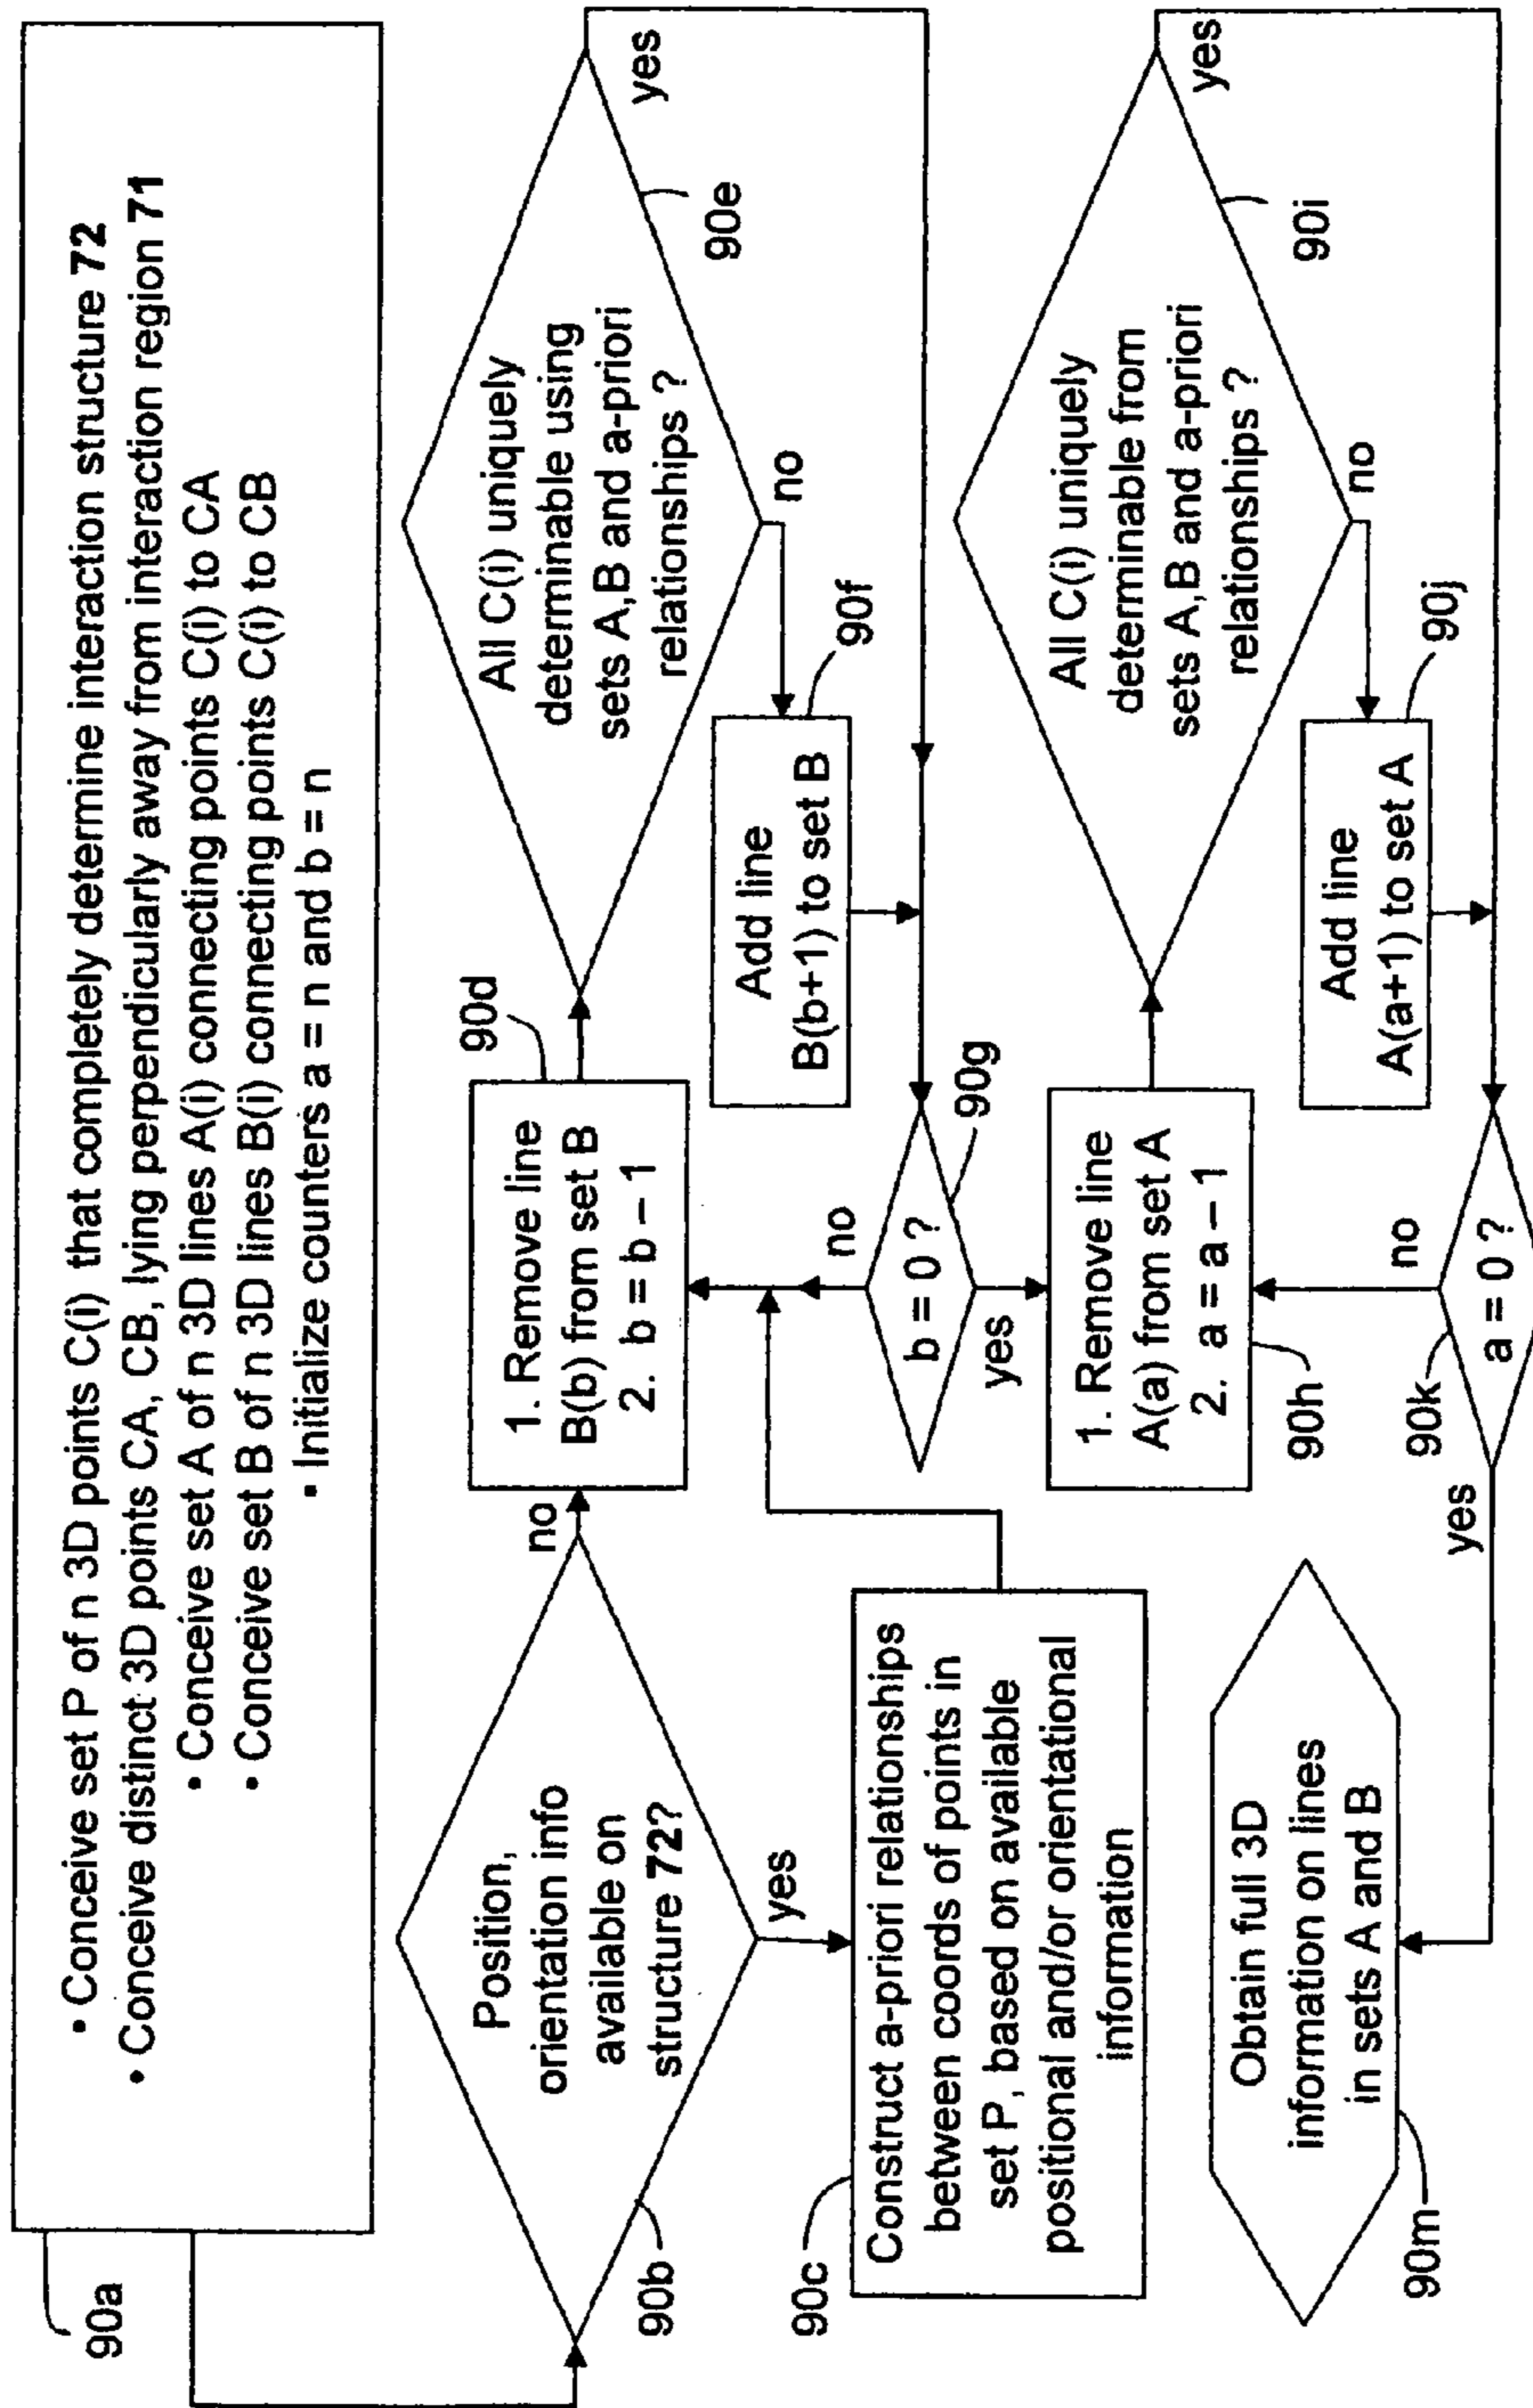 • Conceive set P of n 3D points C(i) that completely determine interaction structure 72
• Conceive distinct 3D points CA, CB, lying perpendicularly away from interaction region 71
• Conceive set A of n 3D lines A(i) connecting points C(i) to CA
• Conceive set B of n 3D lines B(i) connecting points C(i) to CB
• Initialize counters a = n and b = n
90a
Position,
orientation info
available on
structure 72?
90b
no
yes
Construct a-priori relationships
between coords of points in
set P, based on available
positional and/or orientational
information
90c
1. Remove line
B(b) from set B
2. b = b – 1
90d
All C(i) uniquely
determinable using
sets A,B and a-priori
relationships ?
90e
yes
no
Add line
B(b+1) to set B
90f
b = 0 ?
90g
no
yes
1. Remove line
A(a) from set A
2. a = a – 1
90h
All C(i) uniquely
determinable from
sets A,B and a-priori
relationships ?
90i
yes
no
Add line
A(a+1) to set A
90j
a = 0 ?
90k
no
yes
Obtain full 3D
information on lines
in sets A and B
90m